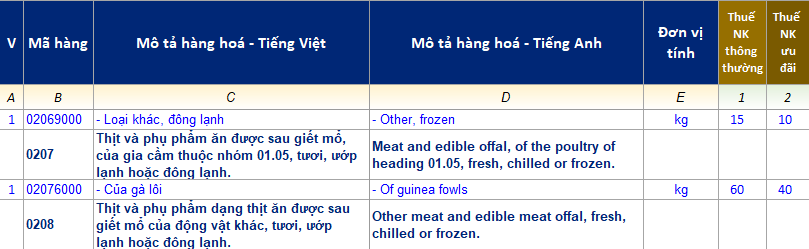 V Mã hàng Mô tả hàng hoá - Tiếng Việt Mô tả hàng hoá - Tiếng Anh Đơn vị tính Thuế NK thông thường Thuế NK ưu đãi
A B C D E 1 2
1 02069000 - Loại khác, đông lạnh - Other, frozen kg 15 10
0207 Thịt và phụ phẩm ăn được sau giết mổ, của gia cầm thuộc nhóm 01.05, tươi, ướp lạnh hoặc đông lạnh. Meat and edible offal, of the poultry of heading 01.05, fresh, chilled or frozen.
1 02076000 - Của gà lôi - Of guinea fowls kg 60 40
0208 Thịt và phụ phẩm dạng thịt ăn được sau giết mổ của động vật khác, tươi, ướp lạnh hoặc đông lạnh. Other meat and edible meat offal, fresh, chilled or frozen.